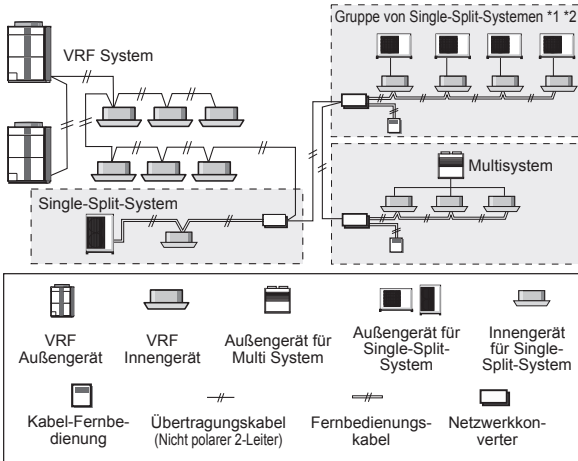 Gruppe von Single-Split-Systemen *1 *2
VRF System
Multisystem
Single-Split-System
VRF
Außengerät
VRF
Innengerät
Außengerät für
Multi System
Außengerät für
Single-Split-
System
Innengerät
für Single-
Split-System
Kabel-Fernbe-
dienung
Übertragungskabel
(Nicht polarer 2-Leiter)
Fernbedienungs-
kabel
Netzwerkkon-
verter